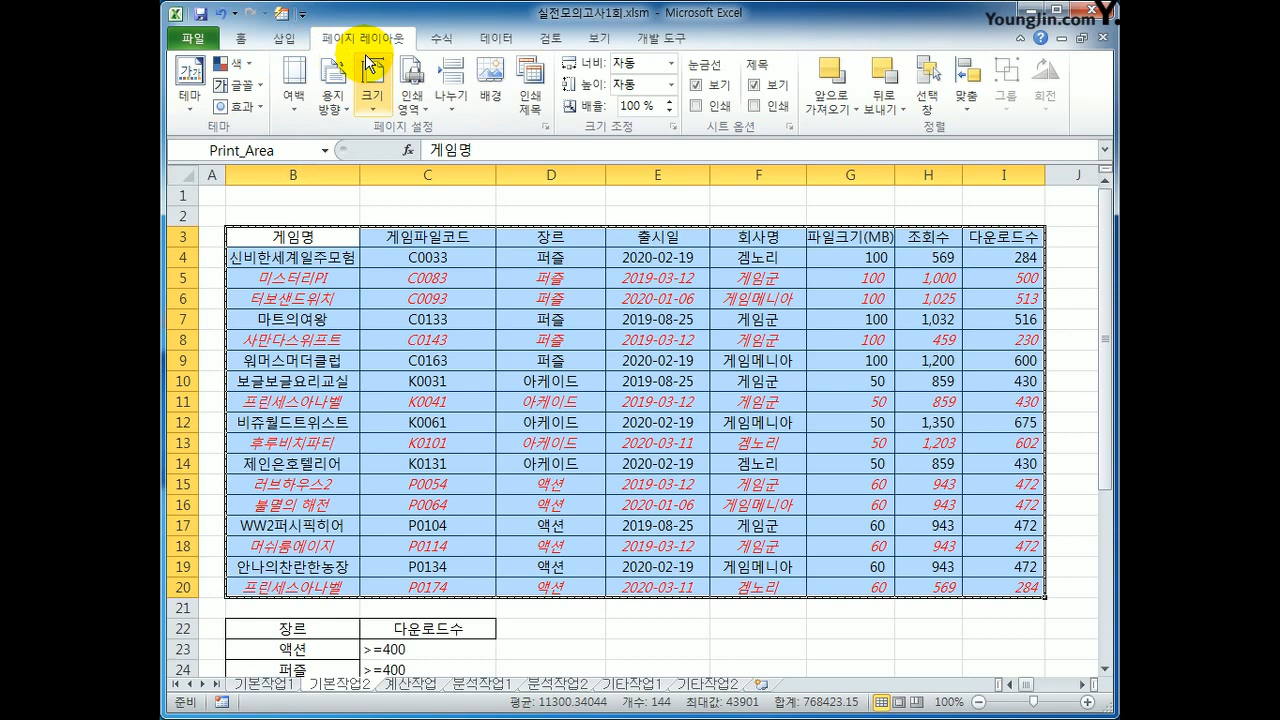 실전모의고사1회.xlsm - Microsoft Excel
YoungJin.com Y.
파일 홈 삽입 페이지 레이아웃 수식 데이터 검토 보기 개발 도구
가가 테마 색 글꼴 효과 여백 용지 방향 크기 인쇄 영역 나누기 배경 인쇄 제목 너비: 자동 높이: 자동 배율: 100 % 눈금선 보기 인쇄 제목 보기 인쇄 앞으로 가져오기 뒤로 보내기 선택 창 맞춤 그룹 회전
테마 페이지 설정 크기 조정 시트 옵션 정렬
Print_Area fx 게임명
A B C D E F G H I J
1
2
3 게임명 게임파일코드 장르 출시일 회사명 파일크기(MB) 조회수 다운로드수
4 신비한세계일주모험 C0033 퍼즐 2020-02-19 겜노리 100 569 284
5 미스터리PI C0083 퍼즐 2019-03-12 게임군 100 1,000 500
6 터보샌드위치 C0093 퍼즐 2020-01-06 게임메니아 100 1,025 513
7 마트의여왕 C0133 퍼즐 2019-08-25 게임군 100 1,032 516
8 사만다스위프트 C0143 퍼즐 2019-03-12 게임군 100 459 230
9 워머스머더클럽 C0163 퍼즐 2020-02-19 게임메니아 100 1,200 600
10 보글보글요리교실 K0031 아케이드 2019-08-25 게임군 50 859 430
11 프린세스아나벨 K0041 아케이드 2019-03-12 게임군 50 859 430
12 비쥬월드트위스트 K0061 아케이드 2020-02-19 게임메니아 50 1,350 675
13 후루비치파티 K0101 아케이드 2020-03-11 겜노리 50 1,203 602
14 제인은호텔리어 K0131 아케이드 2020-02-19 겜노리 50 859 430
15 러브하우스2 P0054 액션 2019-03-12 게임군 60 943 472
16 불멸의 해전 P0064 액션 2020-01-06 게임메니아 60 943 472
17 WW2퍼시픽히어 P0104 액션 2019-08-25 게임군 60 943 472
18 머쉬룸에이지 P0114 액션 2019-03-12 게임군 60 943 472
19 안나의찬란한농장 P0134 액션 2020-02-19 게임메니아 60 943 472
20 프린세스아나벨 P0174 액션 2020-03-11 겜노리 60 569 284
21
22 장르 다운로드수
23 액션 >=400
24 퍼즐 >=400
기본작업1 기본작업2 계산작업 분석작업1 분석작업2 기타작업1 기타작업2
준비 평균: 11300.34044 개수: 144 최대값: 43901 합계: 768423.15 100%